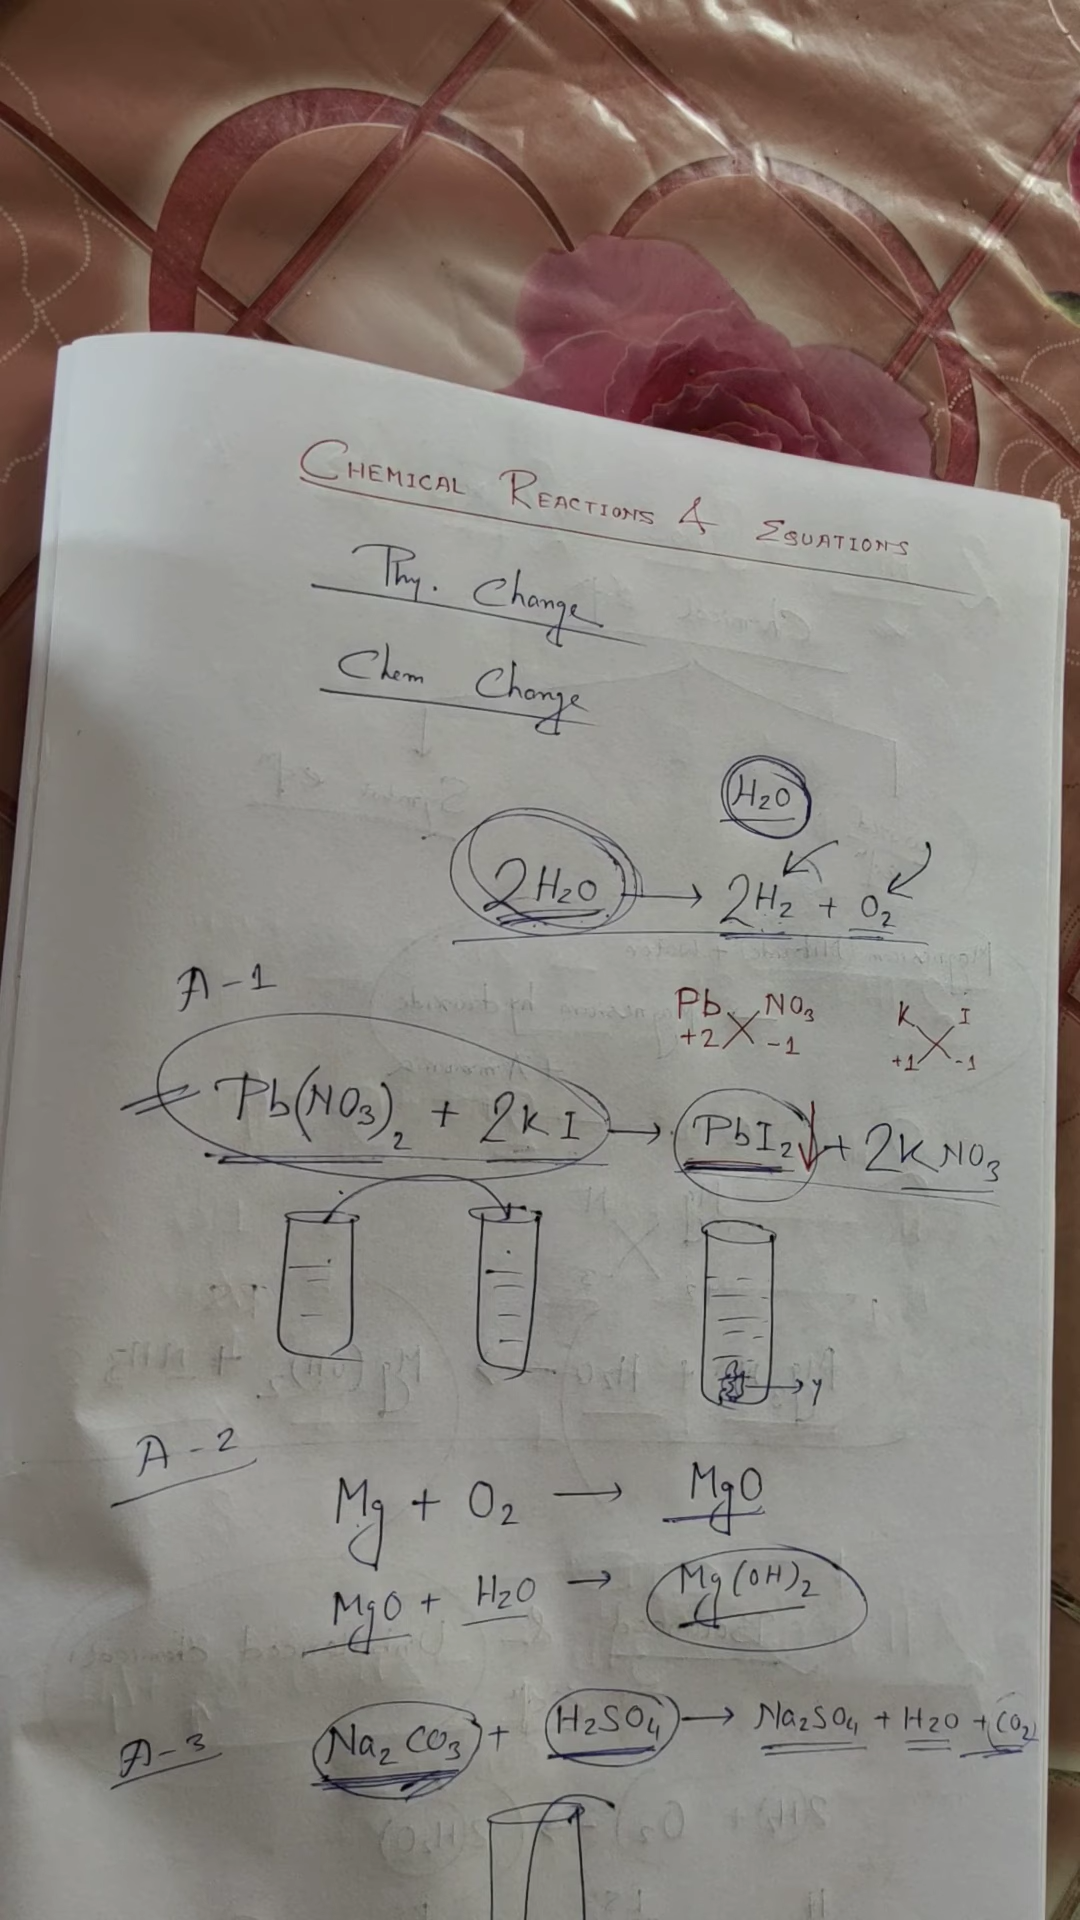 CHEMICAL REACTIONS & EQUATIONS
Phy. Change
Chem Change
H2O
2H2O → 2H2 + O2
A-1
Pb NO3 K I
+2 -1 +1 -1
Pb(NO3)2 + 2KI → PbI2↓ + 2KNO3
A-2
Mg + O2 → MgO
MgO + H2O → Mg(OH)2
A-3
Na2CO3 + H2SO4 → Na2SO4 + H2O + CO2